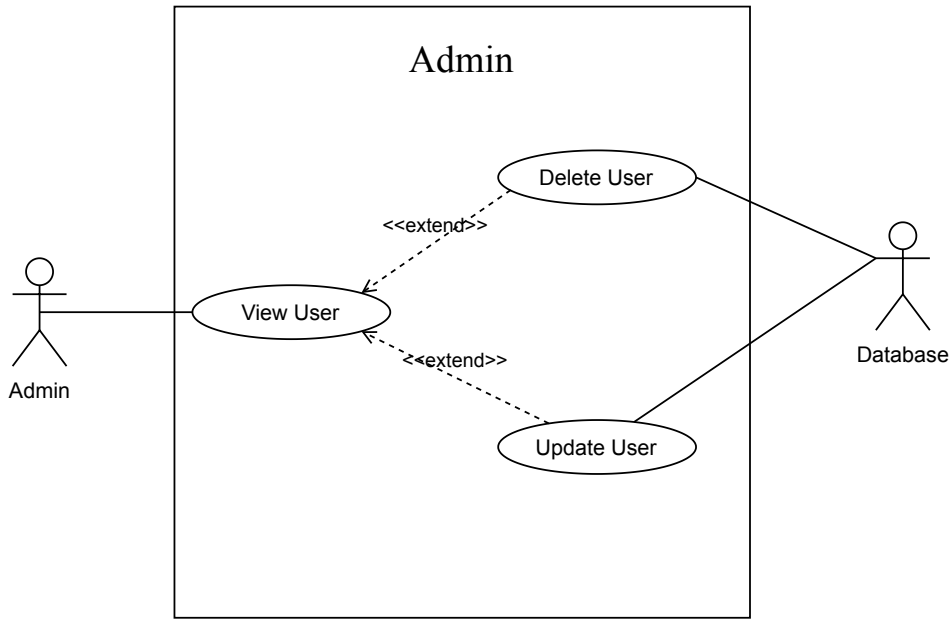 Admin
Delete User
<<extend>>
View User
<<extend>>
Database
Admin
Update User